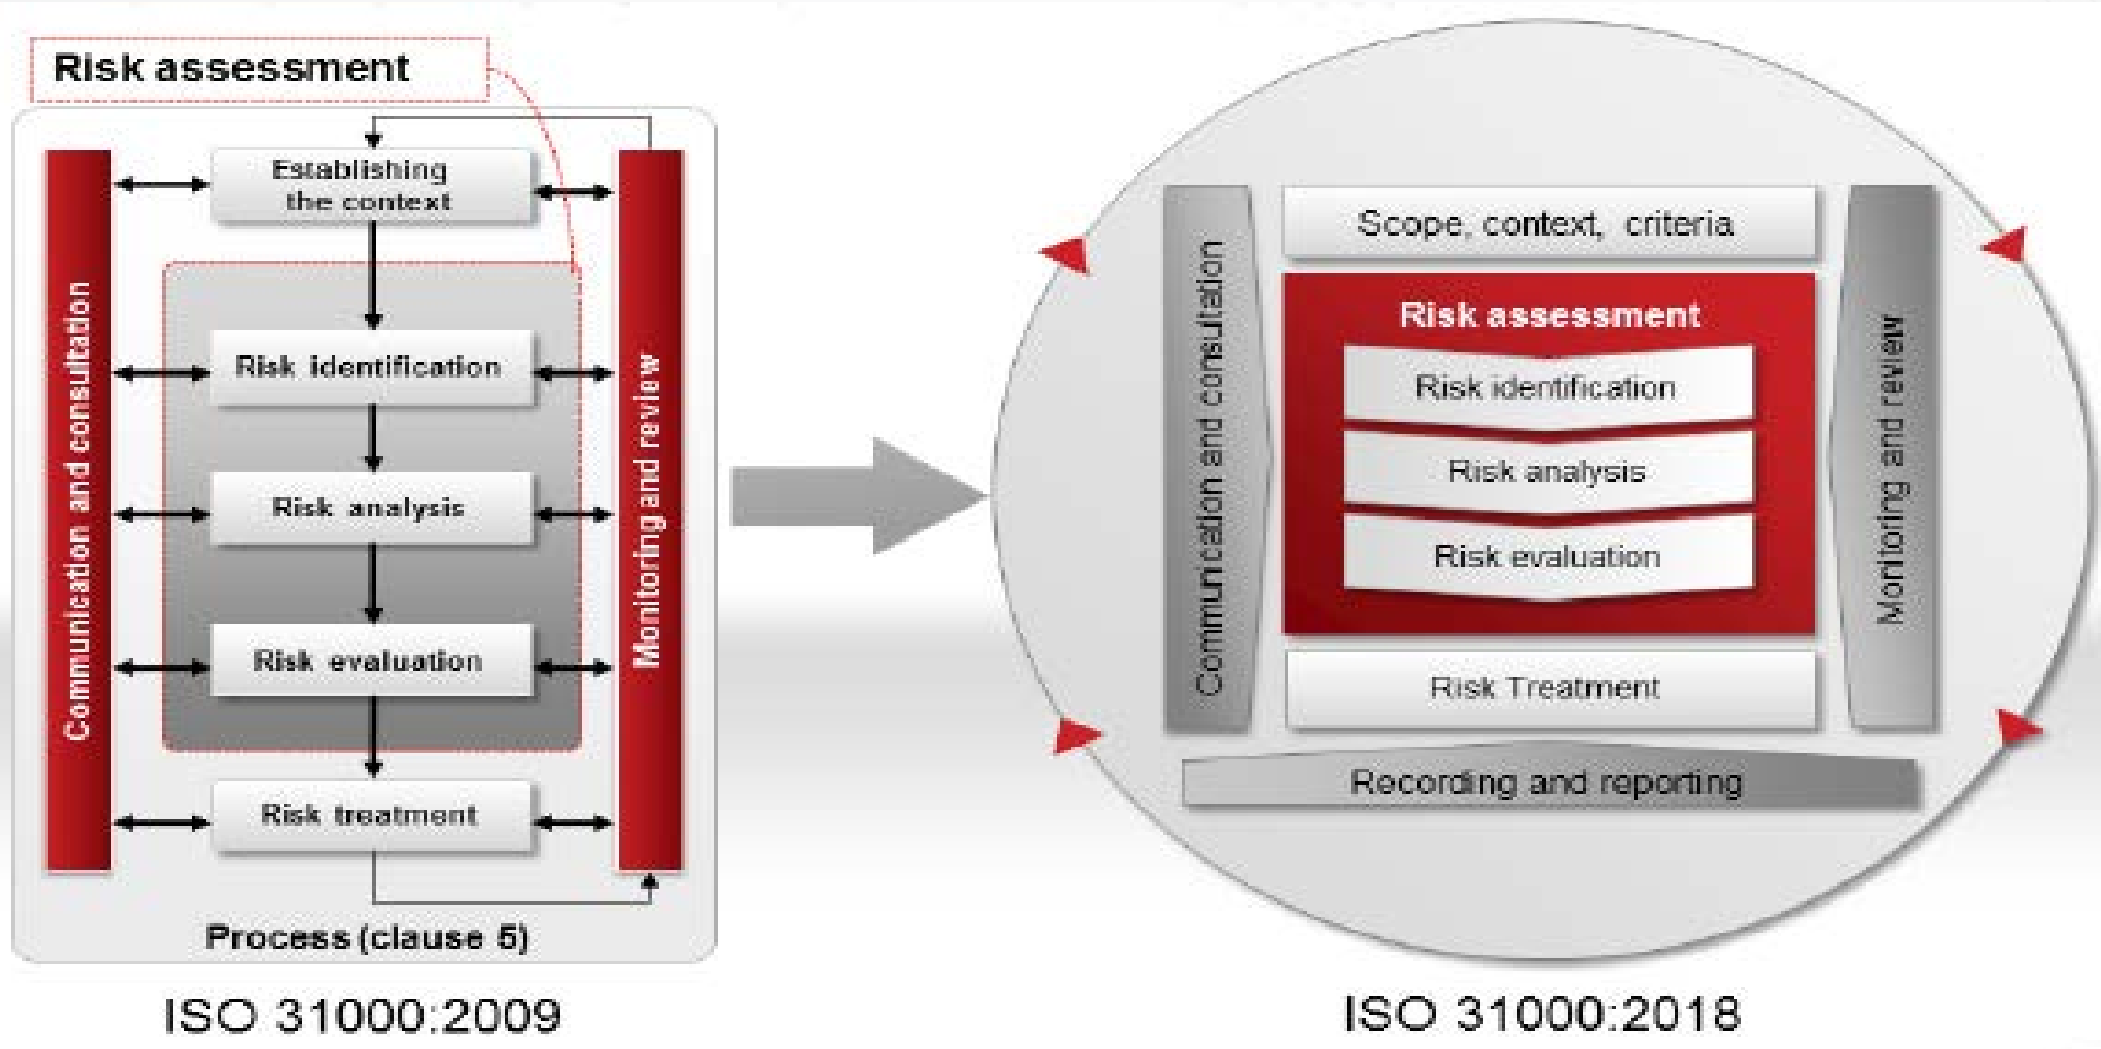 Risk assessment
Establishing
the context
Risk identification
Risk analysis
Risk evaluation
Risk treatment
Communication and consultation
Monitoring and review
Process (clause 5)
ISO 31000:2009
Scope, context, criteria
Risk assessment
Risk identification
Risk analysis
Risk evaluation
Risk Treatment
Communication and consultation
Monitoring and review
Recording and reporting
ISO 31000:2018